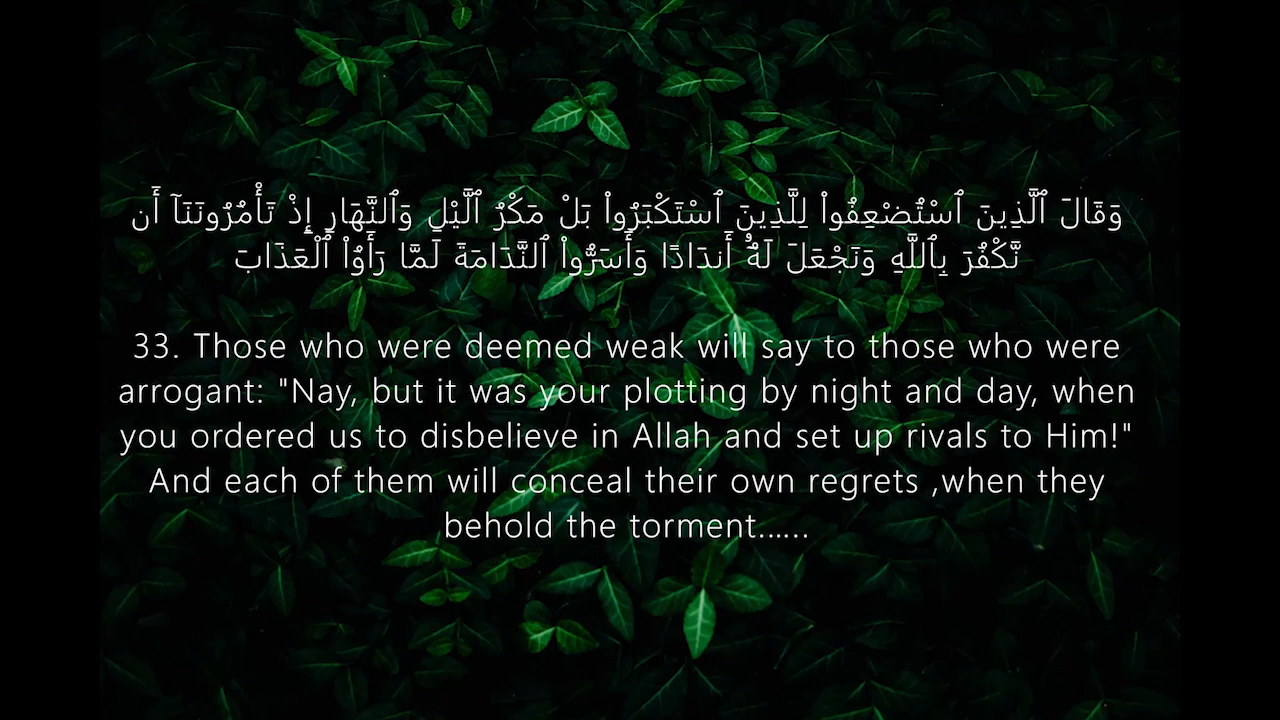 وَقَالَ ٱلَّذِينَ ٱسْتُضْعِفُوا۟ لِلَّذِينَ ٱسْتَكْبَرُوا۟ بَلْ مَكْرُ ٱلَّيْلِ وَٱلنَّهَارِ إِذْ تَأْمُرُونَنَآ أَن
نَّكْفُرَ بِٱللَّهِ وَنَجْعَلَ لَهُۥٓ أَندَادًا وَأَسَرُّوا۟ ٱلنَّدَامَةَ لَمَّا رَأَوُا۟ ٱلْعَذَابَ
33. Those who were deemed weak will say to those who were
arrogant: "Nay, but it was your plotting by night and day, when
you ordered us to disbelieve in Allah and set up rivals to Him!"
And each of them will conceal their own regrets ,when they
behold the torment......